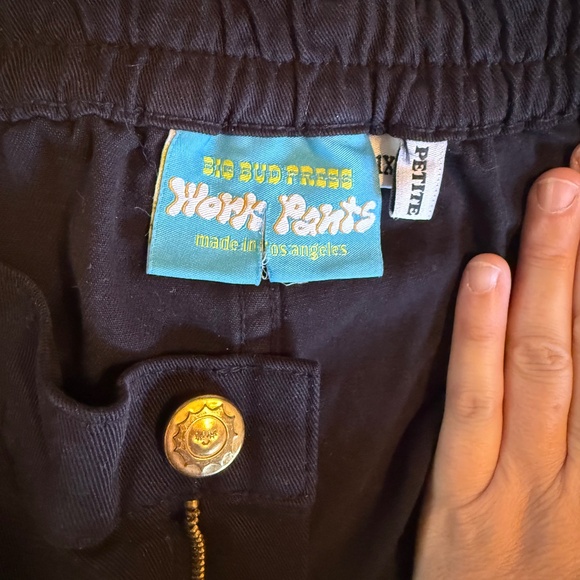 BIG BUD PRESS
Work Pants
made in Los angeles
1X
PETITE